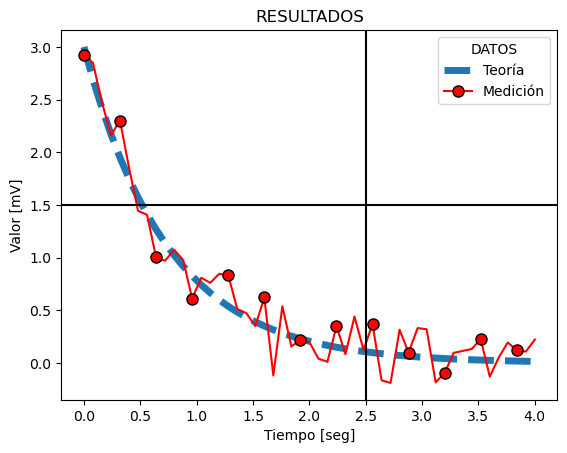 RESULTADOS
DATOS
Teoría
Medición
Valor [mV]
3.0
2.5
2.0
1.5
1.0
0.5
0.0
0.0 0.5 1.0 1.5 2.0 2.5 3.0 3.5 4.0
Tiempo [seg]